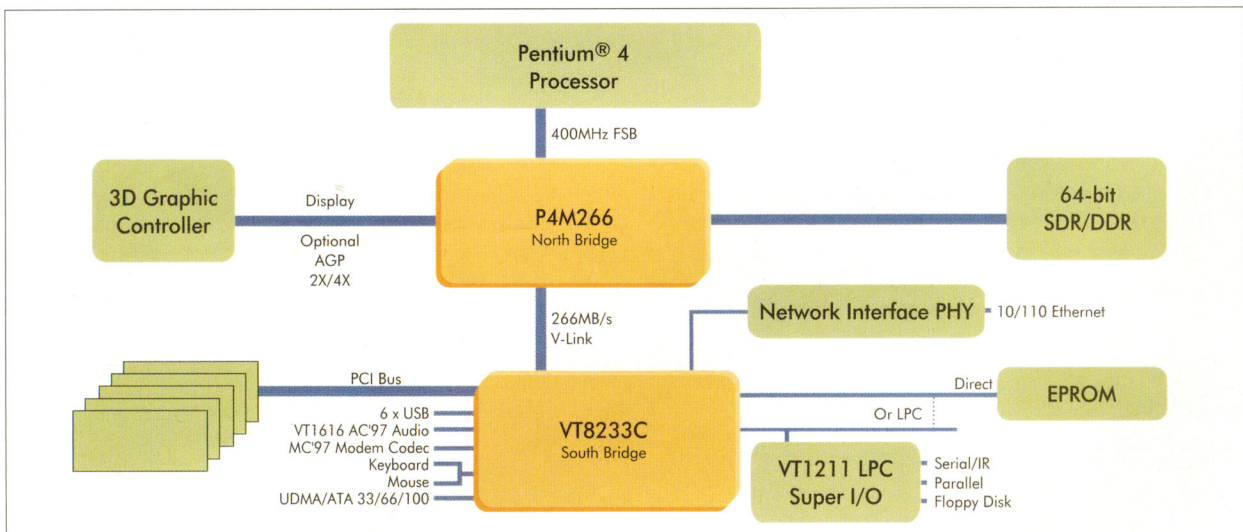 Pentium® 4
Processor
400MHz FSB
3D Graphic
Controller
Display
Optional
AGP
2X/4X
P4M266
North Bridge
64-bit
SDR/DDR
266MB/s
V-Link
Network Interface PHY
10/110 Ethernet
PCI Bus
6 x USB
VT1616 AC'97 Audio
MC'97 Modem Codec
Keyboard
Mouse
UDMA/ATA 33/66/100
VT8233C
South Bridge
Direct
EPROM
Or LPC
VT1211 LPC
Super I/O
Serial/IR
Parallel
Floppy Disk